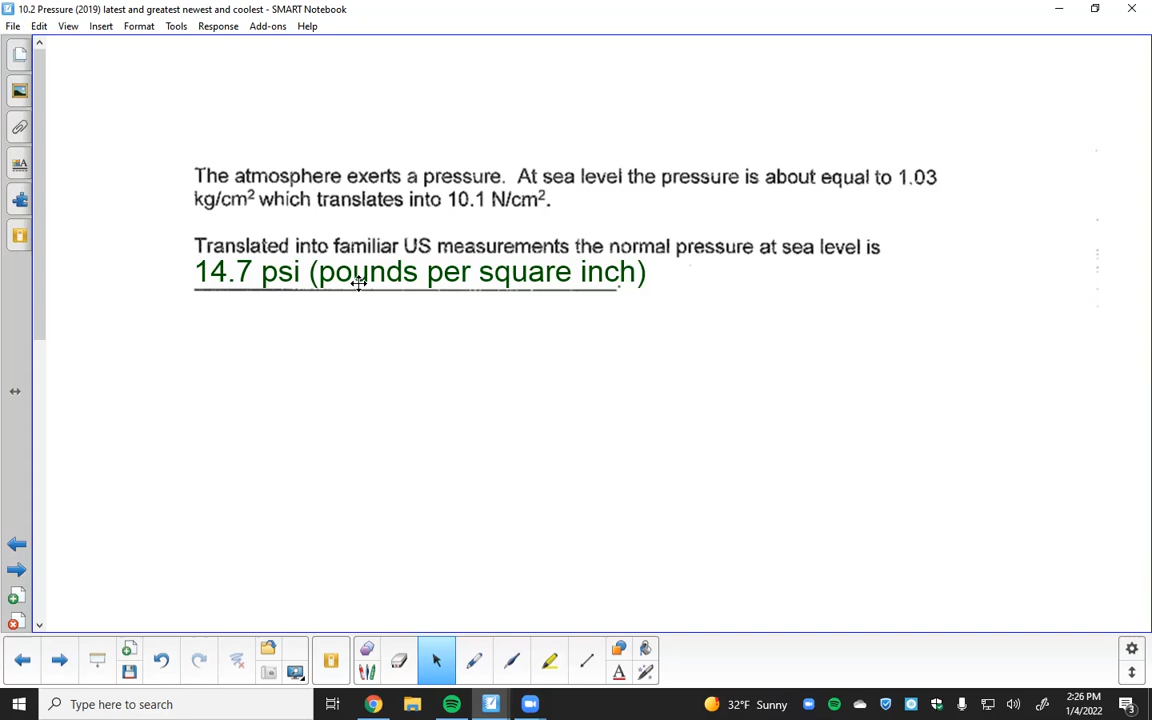 10.2 Pressure (2019) latest and greatest newest and coolest - SMART Notebook
File Edit View Insert Format Tools Response Add-ons Help
The atmosphere exerts a pressure. At sea level the pressure is about equal to 1.03
kg/cm² which translates into 10.1 N/cm².
Translated into familiar US measurements the normal pressure at sea level is
14.7 psi (pounds per square inch)
.
Type here to search
32°F Sunny
2:26 PM
1/4/2022
3